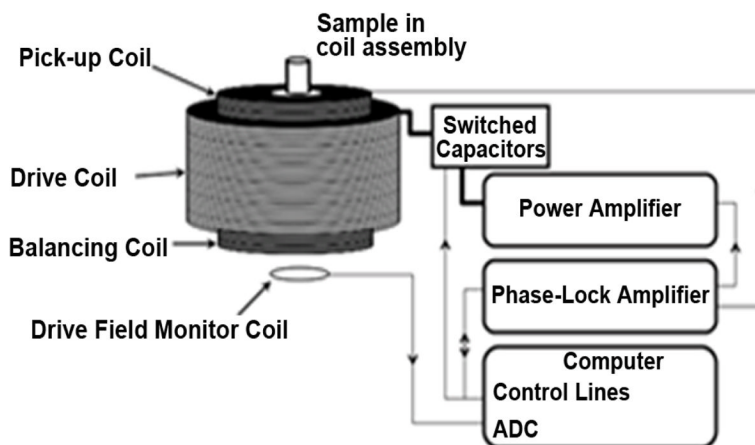 Sample in
coil assembly
Pick-up Coil
Switched
Capacitors
Drive Coil
Power Amplifier
Balancing Coil
Phase-Lock Amplifier
Drive Field Monitor Coil
Computer
Control Lines
ADC